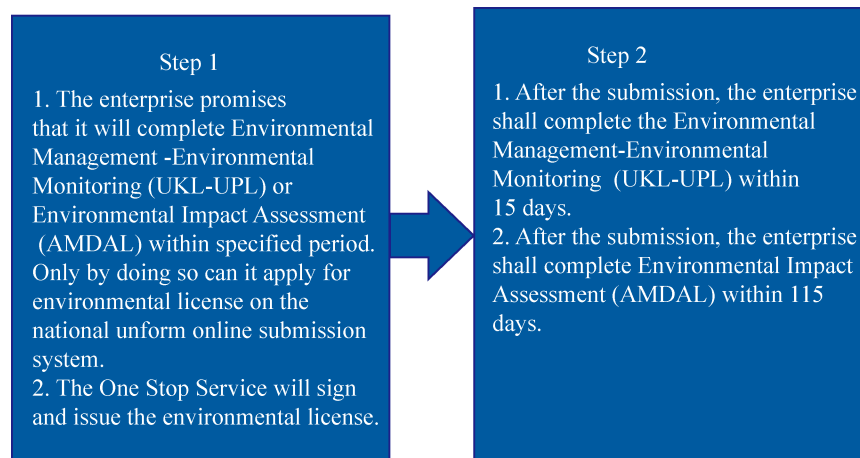 Step 1
1. The enterprise promises
that it will complete Environmental
Management -Environmental
Monitoring (UKL-UPL) or
Environmental Impact Assessment
(AMDAL) within specified period.
Only by doing so can it apply for
environmental license on the
national unform online submission
system.
2. The One Stop Service will sign
and issue the environmental license.
Step 2
1. After the submission, the enterprise
shall complete the Environmental
Management-Environmental
Monitoring (UKL-UPL) within
15 days.
2. After the submission, the enterprise
shall complete Environmental Impact
Assessment (AMDAL) within 115
days.